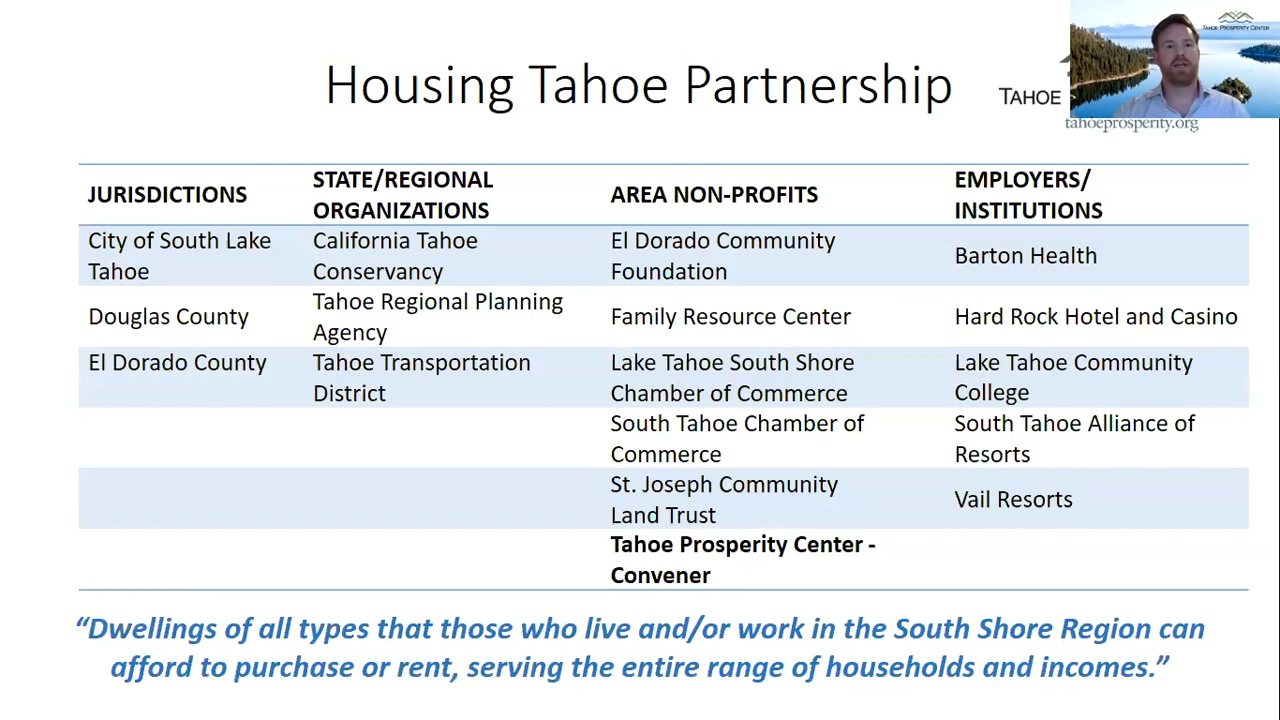 Housing Tahoe Partnership
TAHOE
TAHOE PROSPERITY CENTER
tahoeprosperity.org
JURISDICTIONS
STATE/REGIONAL
ORGANIZATIONS
AREA NON-PROFITS
EMPLOYERS/
INSTITUTIONS
City of South Lake
Tahoe
California Tahoe
Conservancy
El Dorado Community
Foundation
Barton Health
Douglas County
Tahoe Regional Planning
Agency
Family Resource Center
Hard Rock Hotel and Casino
El Dorado County
Tahoe Transportation
District
Lake Tahoe South Shore
Chamber of Commerce
Lake Tahoe Community
College
South Tahoe Chamber of
Commerce
South Tahoe Alliance of
Resorts
St. Joseph Community
Land Trust
Vail Resorts
Tahoe Prosperity Center -
Convener
“Dwellings of all types that those who live and/or work in the South Shore Region can
afford to purchase or rent, serving the entire range of households and incomes.”